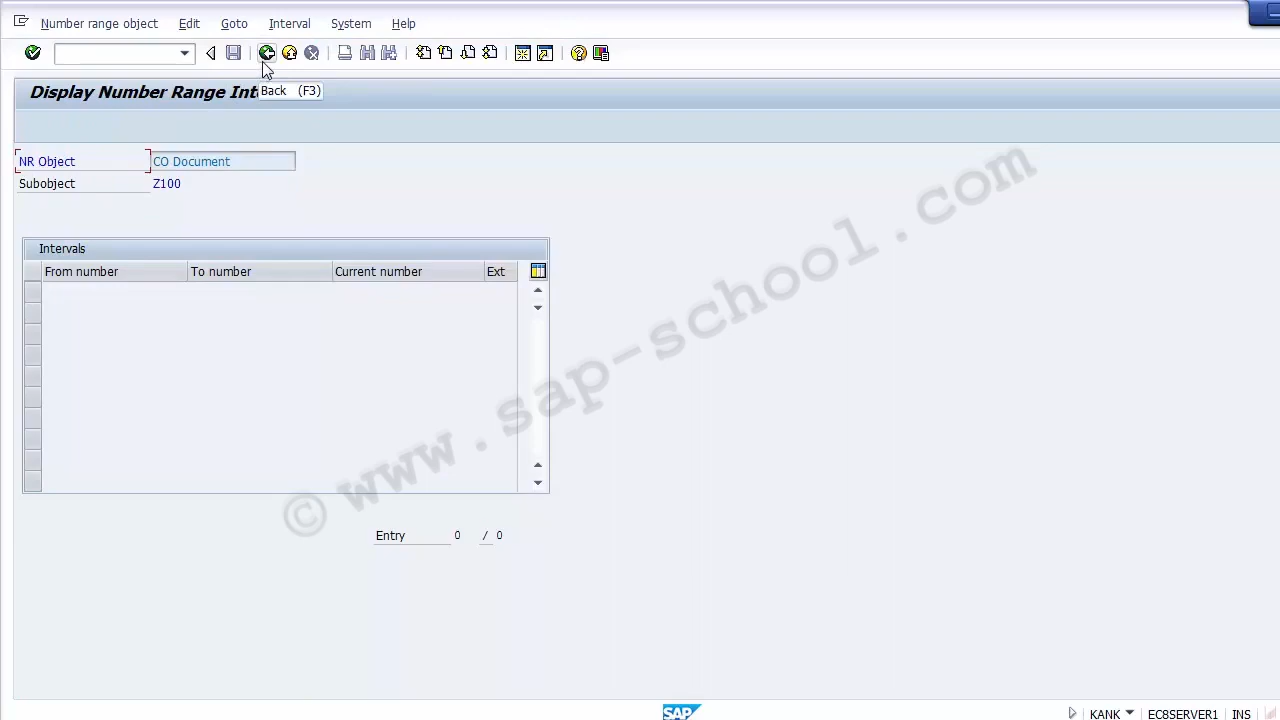 Number range object Edit Goto Interval System Help
Display Number Range Int
Back (F3)
NR Object CO Document
Subobject Z100
Intervals
From number To number Current number Ext
Entry 0 / 0
© www.sap-school.com
SAP KANK EC8SERVER1 INS